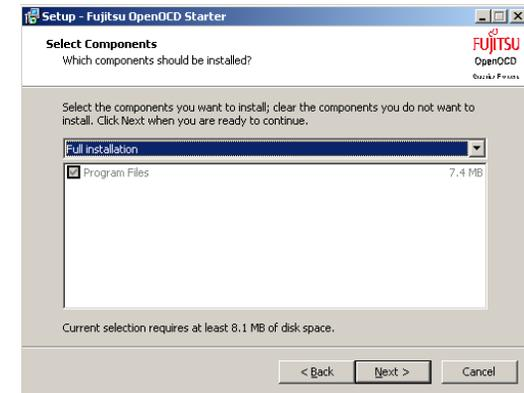 Setup - Fujitsu OpenOCD Starter
Select Components
Which components should be installed?
FUJITSU
OpenOCD
Select the components you want to install; clear the components you do not want to
install. Click Next when you are ready to continue.
Full installation
Program Files 7.4 MB
Current selection requires at least 8.1 MB of disk space.
< Back Next > Cancel